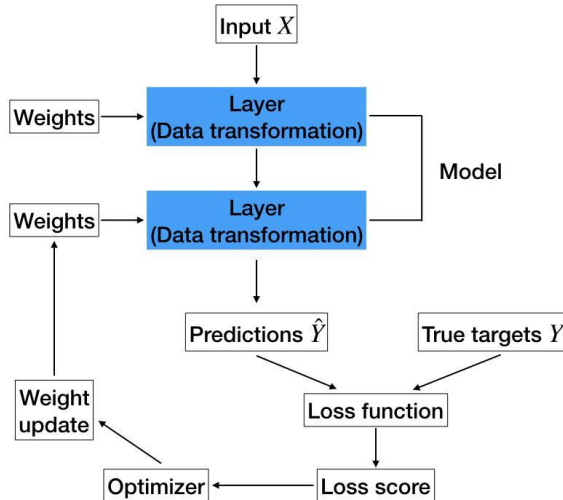 Input X
Weights
Layer
(Data transformation)
Model
Weights
Layer
(Data transformation)
Predictions Ŷ
True targets Y
Weight
update
Loss function
Optimizer
Loss score